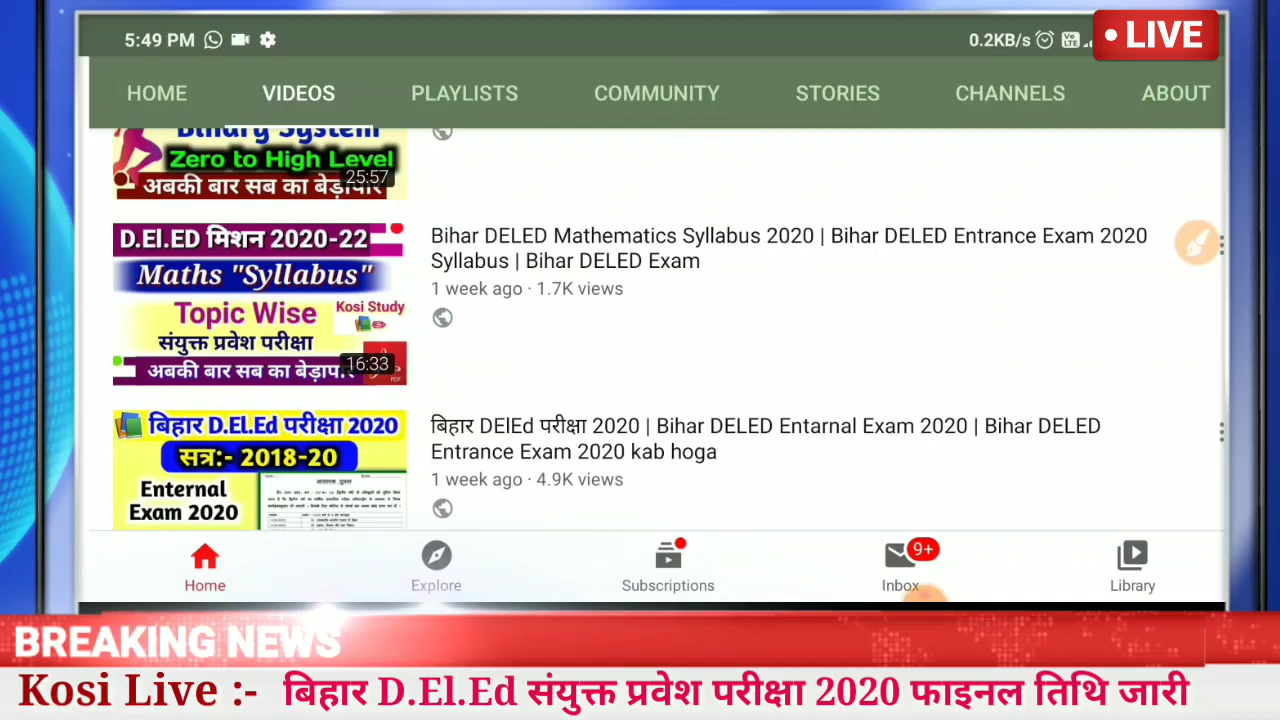 5:49 PM
0.2KB/s
LIVE
HOME VIDEOS PLAYLISTS COMMUNITY STORIES CHANNELS ABOUT
Binary System
Zero to High Level
25:57
अबकी बार सब का बेड़ापार
D.El.ED मिशन 2020-22
Maths "Syllabus"
Topic Wise
Kosi Study
संयुक्त प्रवेश परीक्षा
16:33
अबकी बार सब का बेड़ापार
PDF
Bihar DELED Mathematics Syllabus 2020 | Bihar DELED Entrance Exam 2020
Syllabus | Bihar DELED Exam
1 week ago · 1.7K views
बिहार D.El.Ed परीक्षा 2020
सत्र:- 2018-20
Enternal
Exam 2020
बिहार DElEd परीक्षा 2020 | Bihar DELED Entarnal Exam 2020 | Bihar DELED
Entrance Exam 2020 kab hoga
1 week ago · 4.9K views
9+
Home Explore Subscriptions Inbox Library
BREAKING NEWS
Kosi Live :- बिहार D.El.Ed संयुक्त प्रवेश परीक्षा 2020 फाइनल तिथि जारी